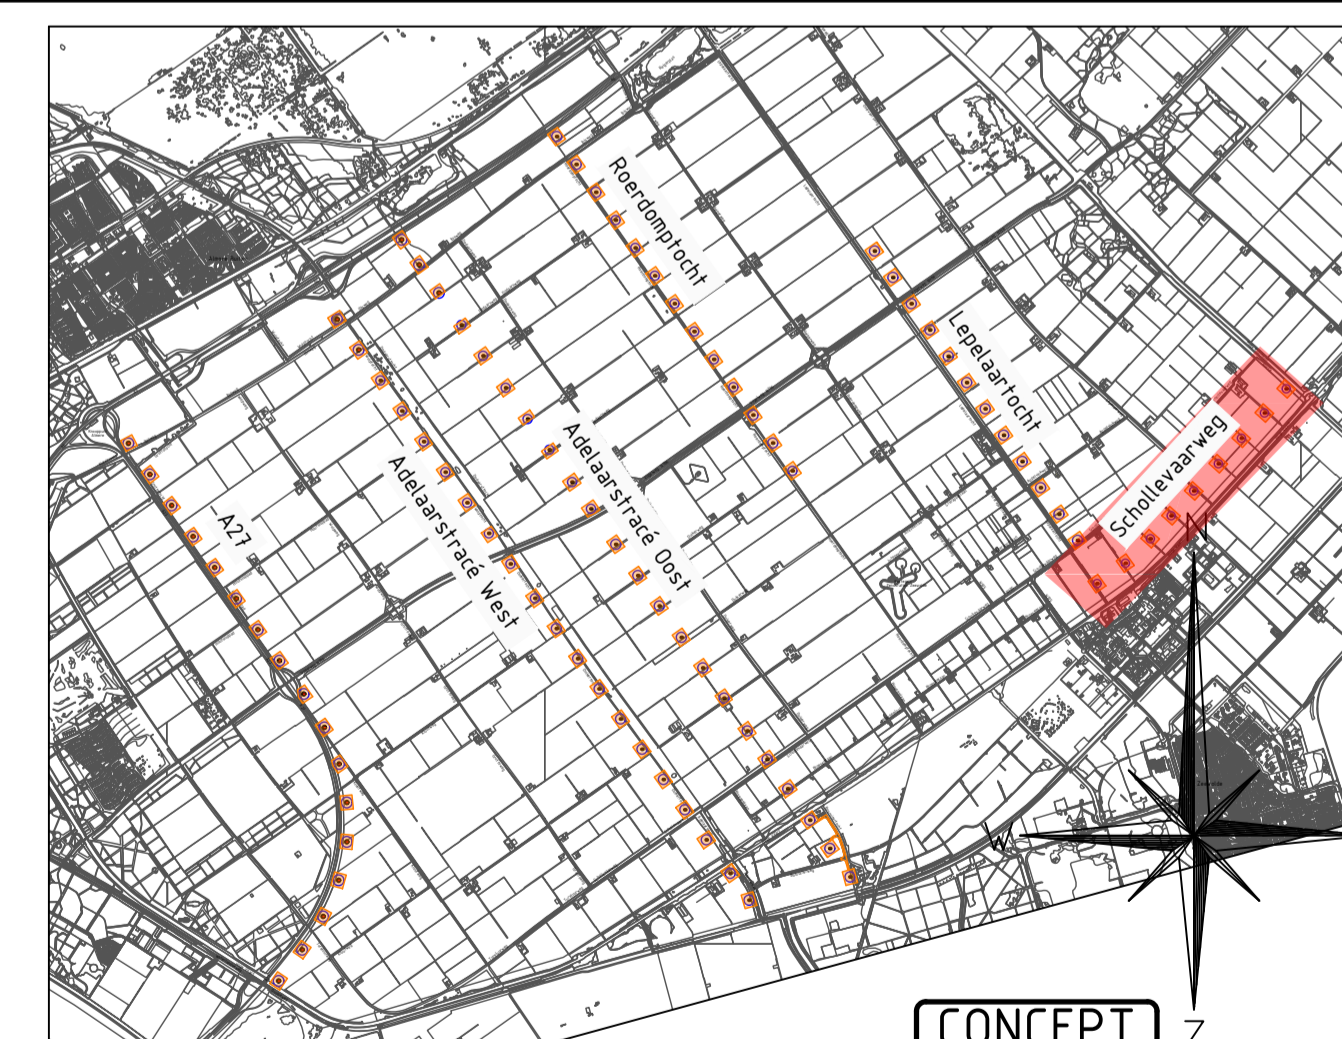 Roerdomptocht
Lepelaartocht
Schollevaarweg
Adelaarstracé Oost
Adelaarstracé West
A27
N
W
Z
CONCEPT